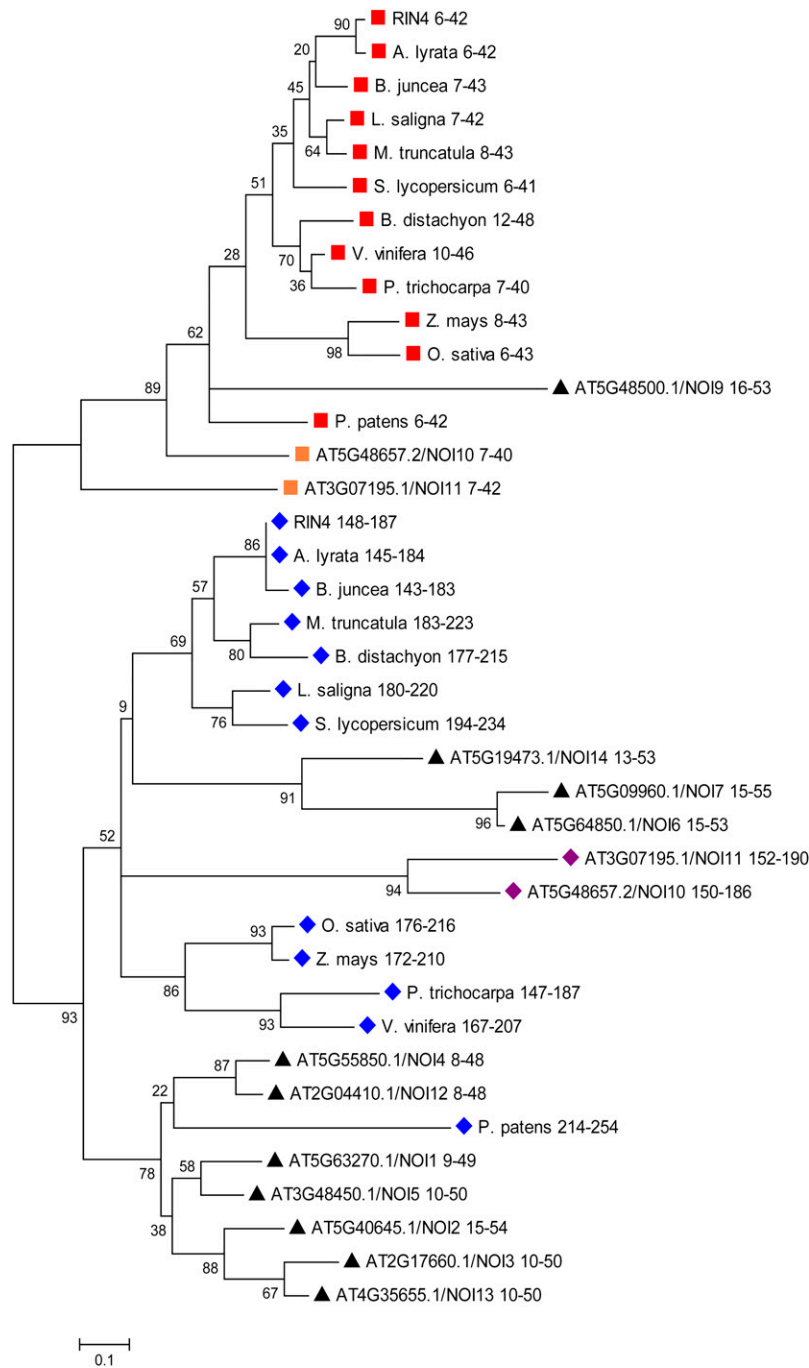 90
RIN4 6-42
A. lyrata 6-42
20
B. juncea 7-43
45
L. saligna 7-42
64
M. truncatula 8-43
35
S. lycopersicum 6-41
51
B. distachyon 12-48
70
V. vinifera 10-46
36
P. trichocarpa 7-40
28
Z. mays 8-43
98
O. sativa 6-43
62
AT5G48500.1/NOI9 16-53
89
P. patens 6-42
AT5G48657.2/NOI10 7-40
AT3G07195.1/NOI11 7-42
RIN4 148-187
86
A. lyrata 145-184
57
B. juncea 143-183
M. truncatula 183-223
69
80
B. distachyon 177-215
L. saligna 180-220
76
S. lycopersicum 194-234
9
AT5G19473.1/NOI14 13-53
91
AT5G09960.1/NOI7 15-55
96
AT5G64850.1/NOI6 15-53
52
AT3G07195.1/NOI11 152-190
94
AT5G48657.2/NOI10 150-186
93
O. sativa 176-216
Z. mays 172-210
86
P. trichocarpa 147-187
93
V. vinifera 167-207
93
87
AT5G55850.1/NOI4 8-48
AT2G04410.1/NOI12 8-48
22
P. patens 214-254
78
58
AT5G63270.1/NOI1 9-49
AT3G48450.1/NOI5 10-50
38
AT5G40645.1/NOI2 15-54
88
AT2G17660.1/NOI3 10-50
67
AT4G35655.1/NOI13 10-50
0.1